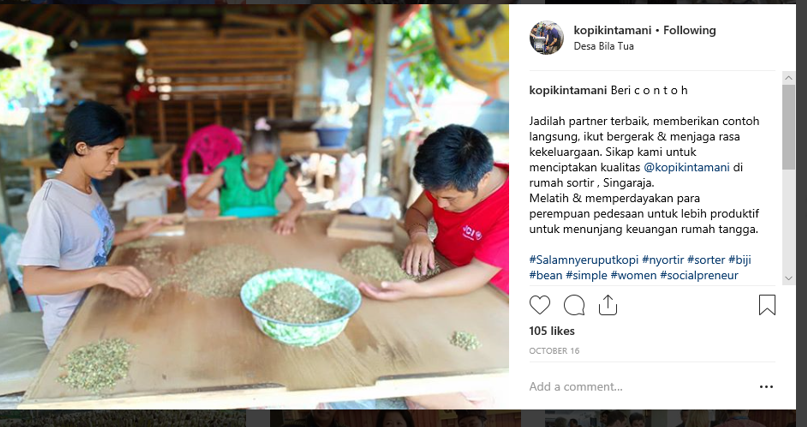 kopikintamani • Following
Desa Bila Tua
kopikintamani Beri c o n t o h
Jadilah partner terbaik, memberikan contoh
langsung, ikut bergerak & menjaga rasa
kekeluargaan. Sikap kami untuk
menciptakan kualitas @kopikintamani di
rumah sortir , Singaraja.
Melatih & memperdayakan para
perempuan pedesaan untuk lebih produktif
untuk menunjang keuangan rumah tangga.
#Salamnyeruputkopi #nyortir #sorter #biji
#bean #simple #women #socialpreneur
105 likes
OCTOBER 16
Add a comment...